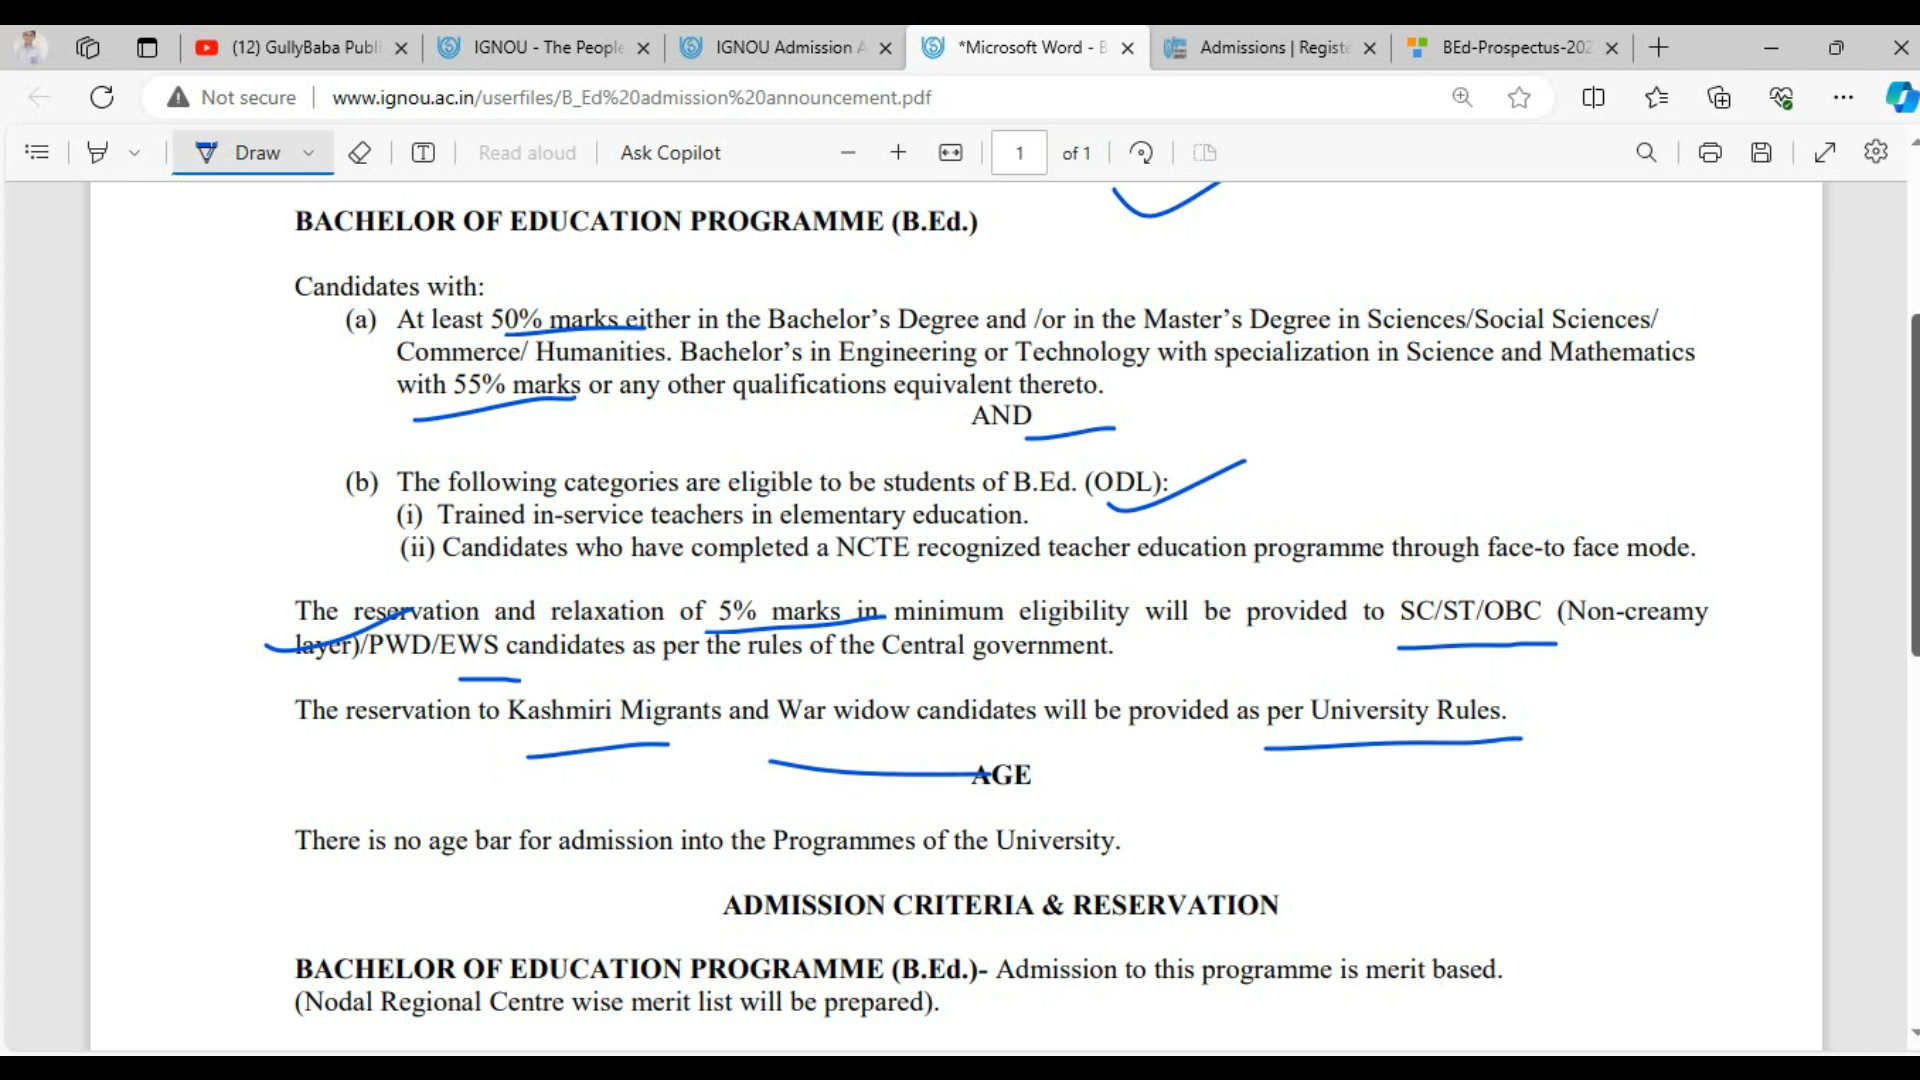 (12) GullyBaba Publi
IGNOU - The People
IGNOU Admission A
*Microsoft Word - B
Admissions | Registe
BEd-Prospectus-202
Not secure
www.ignou.ac.in/userfiles/B_Ed%20admission%20announcement.pdf
Draw
Read aloud
Ask Copilot
1
of 1
BACHELOR OF EDUCATION PROGRAMME (B.Ed.)
Candidates with:
(a) At least 50% marks either in the Bachelor’s Degree and /or in the Master’s Degree in Sciences/Social Sciences/
Commerce/ Humanities. Bachelor’s in Engineering or Technology with specialization in Science and Mathematics
with 55% marks or any other qualifications equivalent thereto.
AND
(b) The following categories are eligible to be students of B.Ed. (ODL):
(i) Trained in-service teachers in elementary education.
(ii) Candidates who have completed a NCTE recognized teacher education programme through face-to face mode.
The reservation and relaxation of 5% marks in minimum eligibility will be provided to SC/ST/OBC (Non-creamy
layer)/PWD/EWS candidates as per the rules of the Central government.
The reservation to Kashmiri Migrants and War widow candidates will be provided as per University Rules.
AGE
There is no age bar for admission into the Programmes of the University.
ADMISSION CRITERIA & RESERVATION
BACHELOR OF EDUCATION PROGRAMME (B.Ed.)- Admission to this programme is merit based.
(Nodal Regional Centre wise merit list will be prepared).